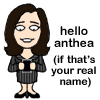 hello
anthea
(if that's
your real
name)